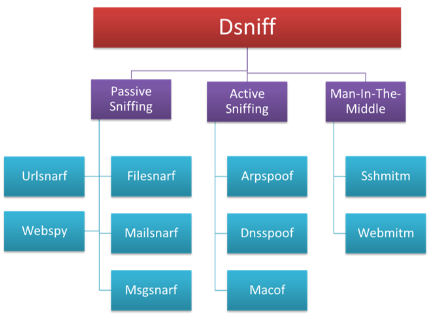 Dsniff
Passive
Sniffing
Active
Sniffing
Man-In-The-
Middle
Urlsnarf
Filesnarf
Arpspoof
Sshmitm
Webspy
Mailsnarf
Dnsspoof
Webmitm
Msgsnarf
Macof